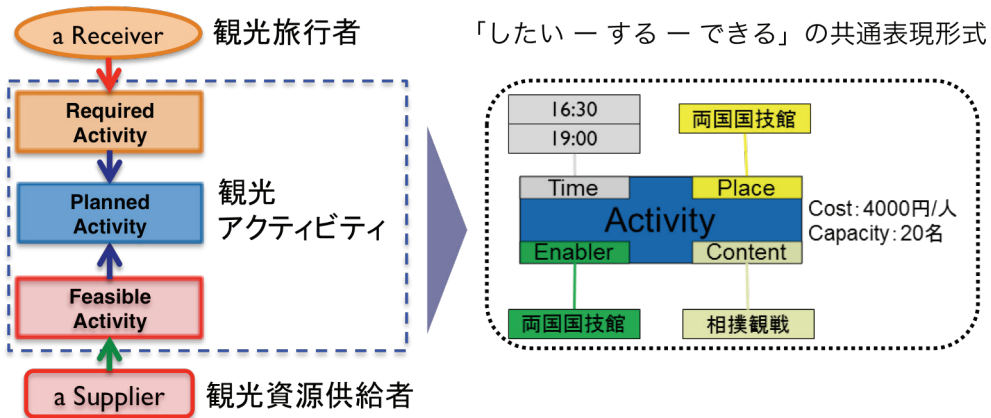 a Receiver
観光旅行者
Required
Activity
Planned
Activity
観光
アクティビティ
Feasible
Activity
a Supplier
観光資源供給者
「したい ー する ー できる」の共通表現形式
16:30
19:00
両国国技館
Time
Place
Activity
Cost:4000円/人
Capacity:20名
Enabler
Content
両国国技館
相撲観戦